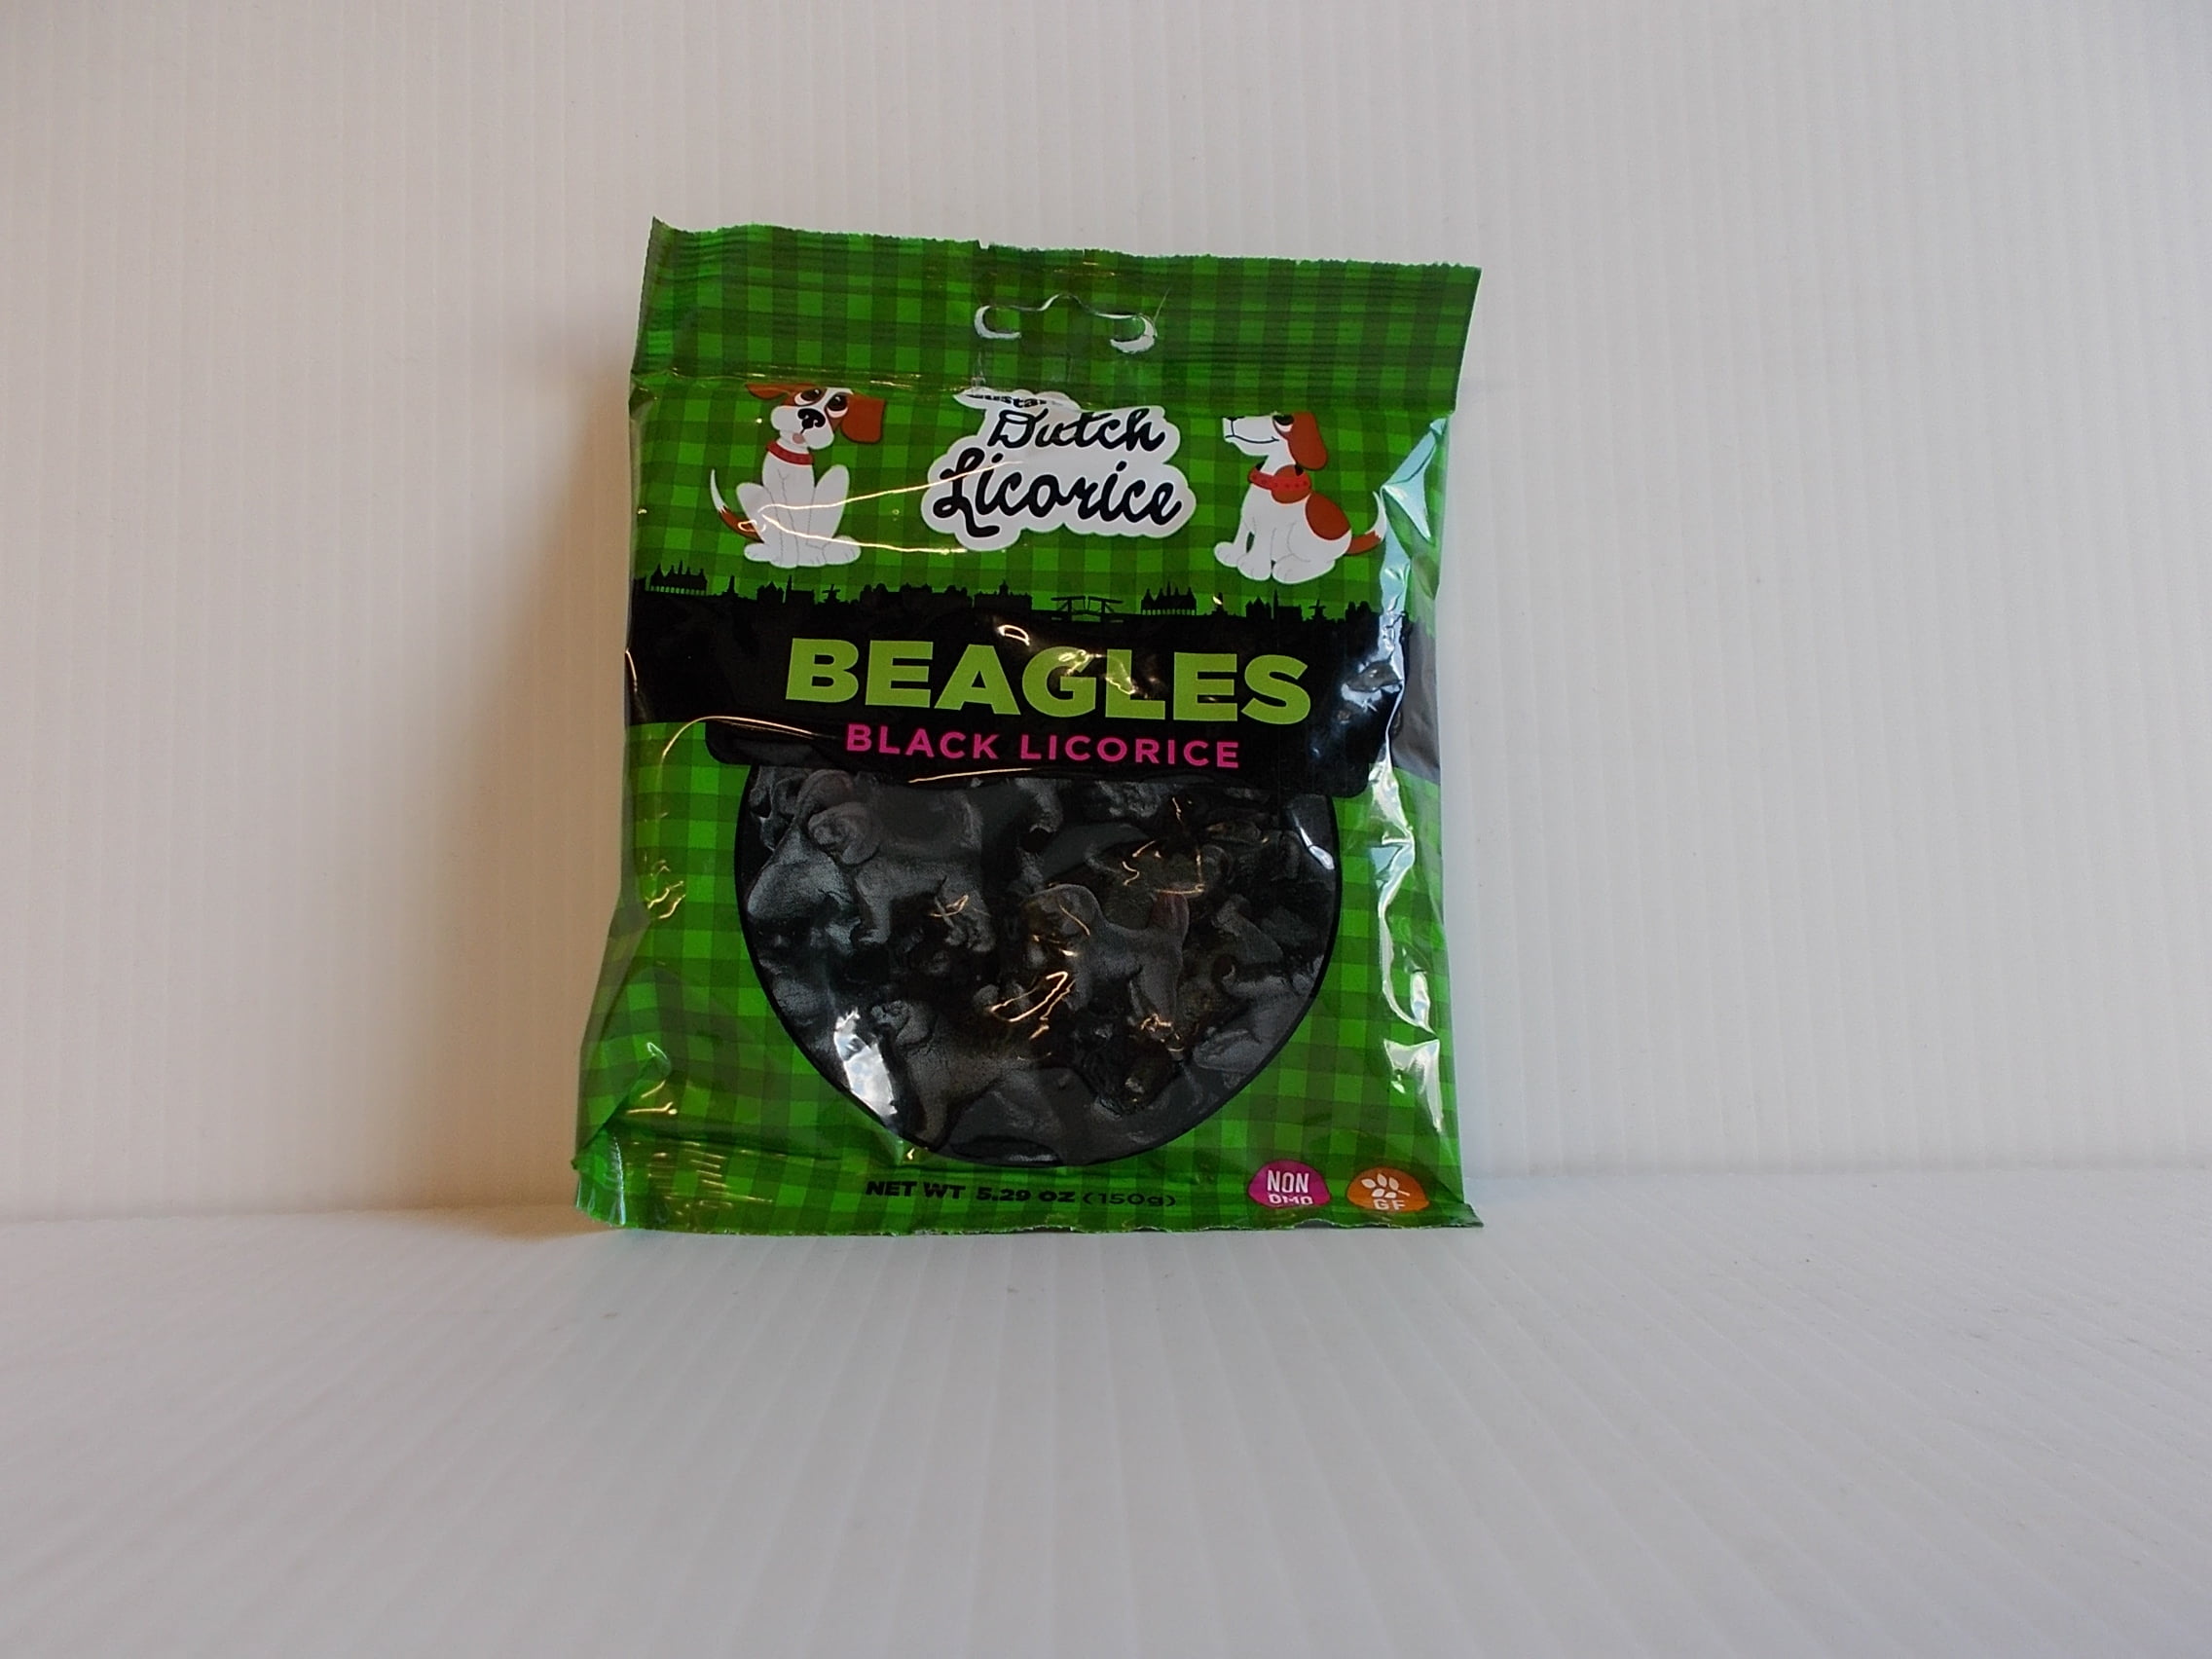 Dutch
Licorice
BEAGLES
BLACK LICORICE
NET WT 5.29 OZ (150g)
NON
GMO
GF